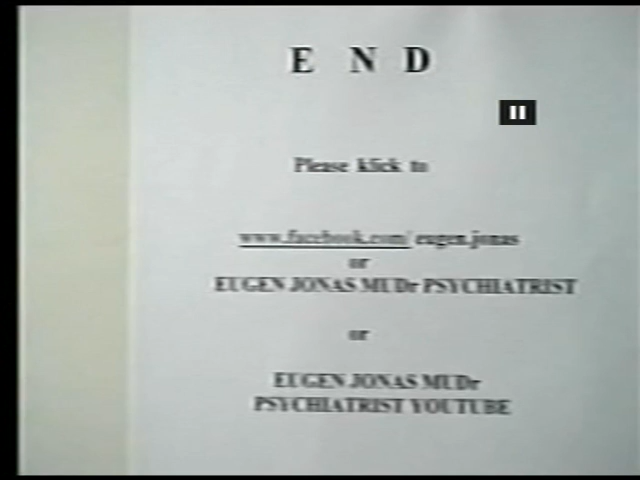 E N D
Please klick to
www.facebook.com/ eugen.jonas
or
EUGEN JONAS MUDr PSYCHIATRIST
or
EUGEN JONAS MUDr
PSYCHIATRIST YOUTUBE